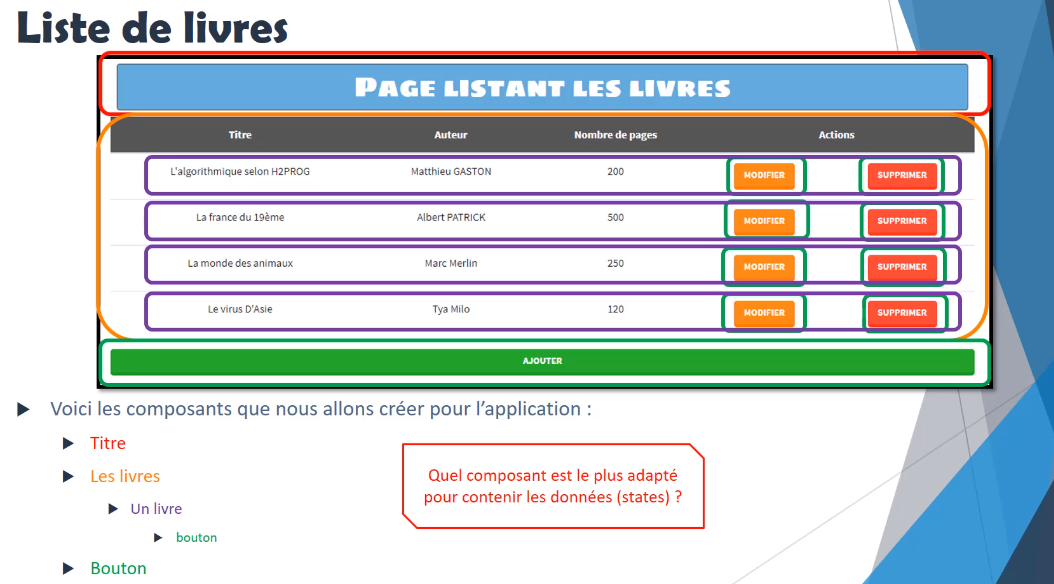 Liste de livres
PAGE LISTANT LES LIVRES
Titre Auteur Nombre de pages Actions
L'algorithmique selon H2PROG Matthieu GASTON 200 MODIFIER SUPPRIMER
La france du 19ème Albert PATRICK 500 MODIFIER SUPPRIMER
La monde des animaux Marc Merlin 250 MODIFIER SUPPRIMER
Le virus D'Asie Tya Milo 120 MODIFIER SUPPRIMER
AJOUTER
Voici les composants que nous allons créer pour l'application :
Titre
Les livres
Un livre
bouton
Bouton
Quel composant est le plus adapté
pour contenir les données (states) ?